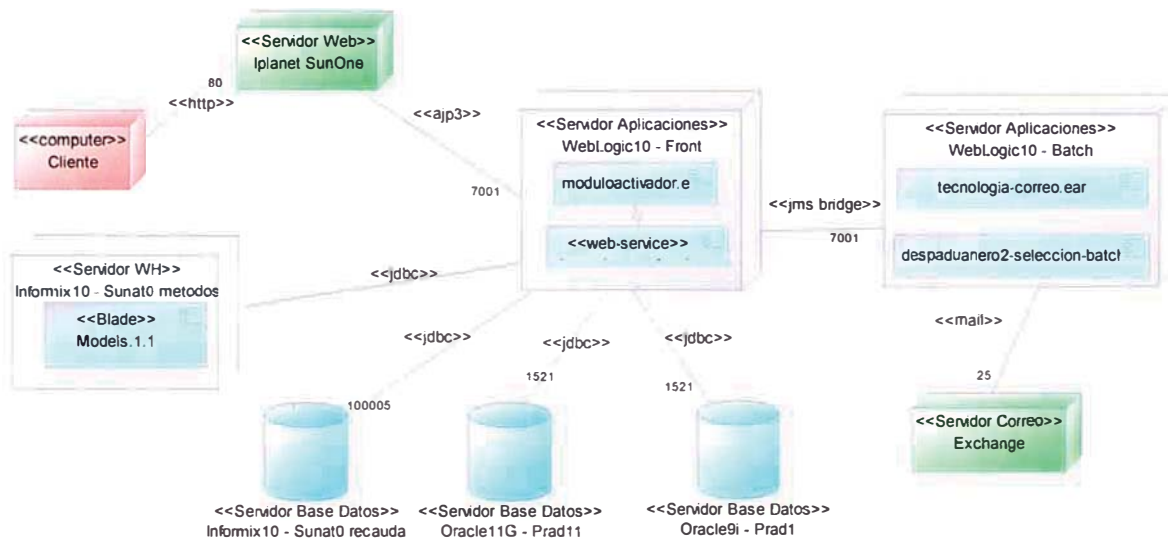 <<Servidor Web>>
Iplanet SunOne
80
<<http>>
<<computer>>
Cliente
<<ajp3>>
7001
<<Servidor Aplicaciones>>
WebLogic10 - Front
moduloactivador.e
<<web-service>>
<<jms bridge>>
7001
<<Servidor Aplicaciones>>
WebLogic10 - Batch
tecnologia-correo.ear
despaduanero2-seleccion-batch
<<Servidor WH>>
Informix10 - Sunat0 metodos
<<Blade>>
Models.1.1
<<jdbc>>
<<jdbc>>
<<jdbc>>
<<jdbc>>
<<mail>>
100005
1521
1521
25
<<Servidor Correo>>
Exchange
<<Servidor Base Datos>>
Informix10 - Sunat0 recauda
<<Servidor Base Datos>>
Oracle11G - Prad11
<<Servidor Base Datos>>
Oracle9i - Prad1